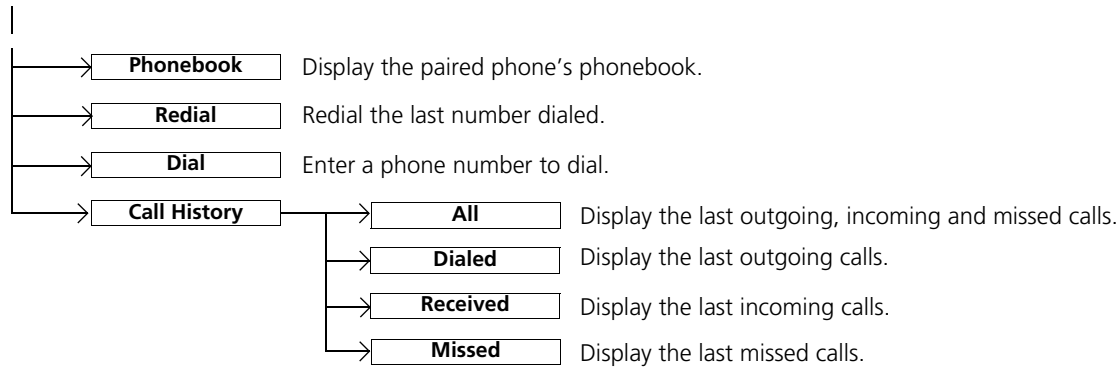 Phonebook Display the paired phone’s phonebook.
Redial Redial the last number dialed.
Dial Enter a phone number to dial.
Call History All Display the last outgoing, incoming and missed calls.
Dialed Display the last outgoing calls.
Received Display the last incoming calls.
Missed Display the last missed calls.